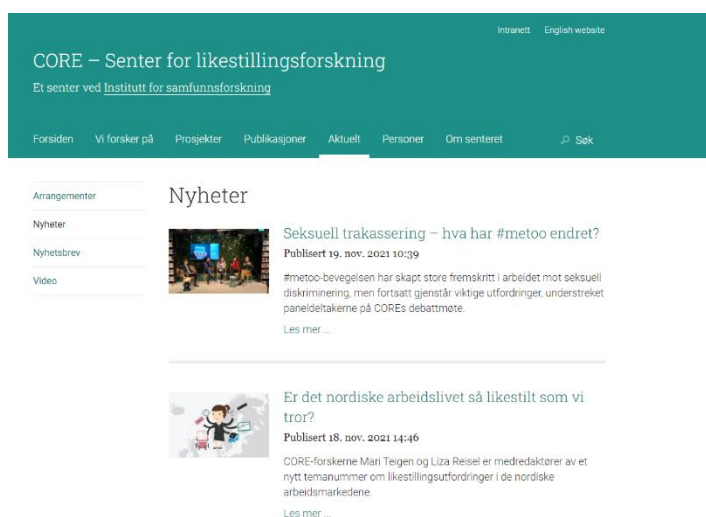 Intranett English website
CORE – Senter for likestillingsforskning
Et senter ved Institutt for samfunnsforskning
Forsiden Vi forsker på Prosjekter Publikasjoner Aktuelt Personer Om senteret Søk
Arrangementer
Nyheter
Nyhetsbrev
Video
Nyheter
Seksuell trakassering – hva har #metoo endret?
Publisert 19. nov. 2021 10:39
#metoo-bevegelsen har skapt store fremskritt i arbeidet mot seksuell
diskriminering, men fortsatt gjenstår viktige utfordringer, understreket
paneldeltakerne på COREs debattmøte.
Les mer ...
Er det nordiske arbeidslivet så likestilt som vi
tror?
Publisert 18. nov. 2021 14:46
CORE-forskerne Mari Teigen og Liza Reisel er medredaktører av et
nytt temanummer om likestillingsutfordringer i de nordiske
arbeidsmarkedene.
Les mer ...